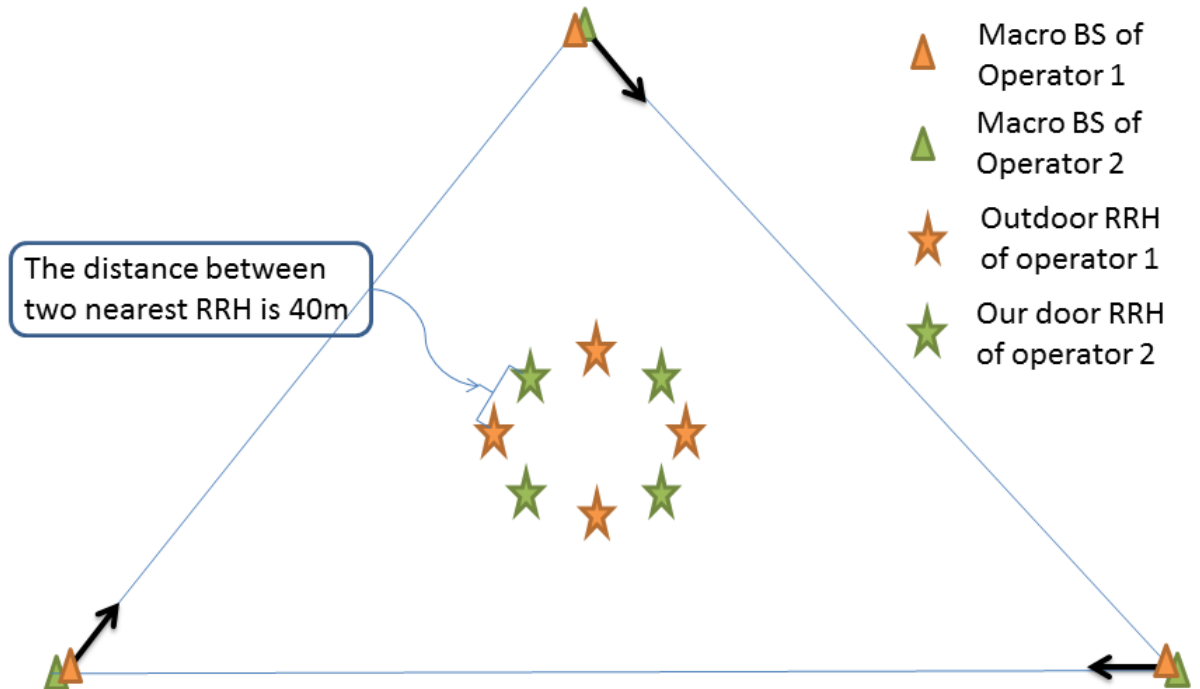 Macro BS of
Operator 1
Macro BS of
Operator 2
Outdoor RRH
of operator 1
Our door RRH
of operator 2
The distance between
two nearest RRH is 40m